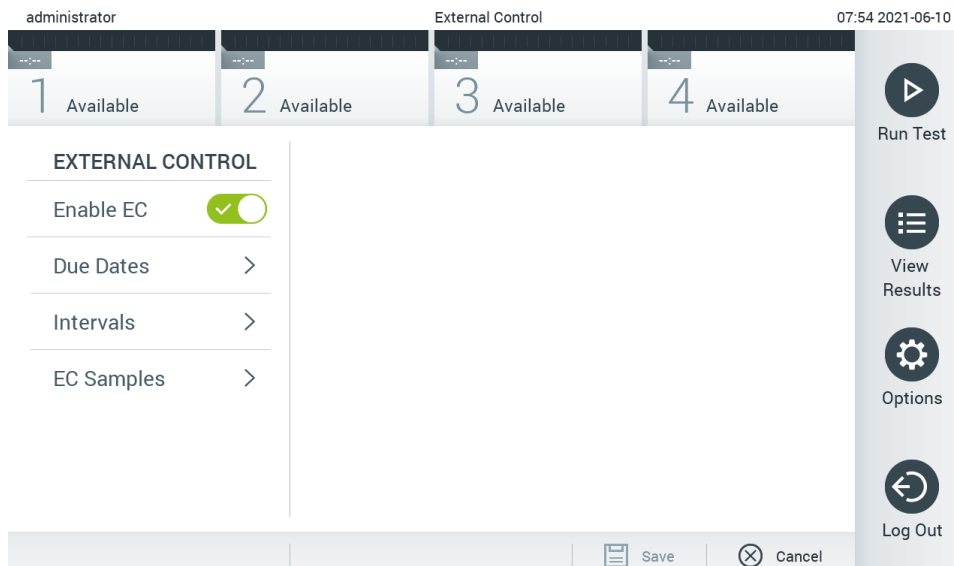 administrator External Control 07:54 2021-06-10
--:-- --:-- --:-- --:--
1 Available 2 Available 3 Available 4 Available
Run Test
EXTERNAL CONTROL
Enable EC
Due Dates
Intervals
EC Samples
View
Results
Options
Log Out
Save Cancel